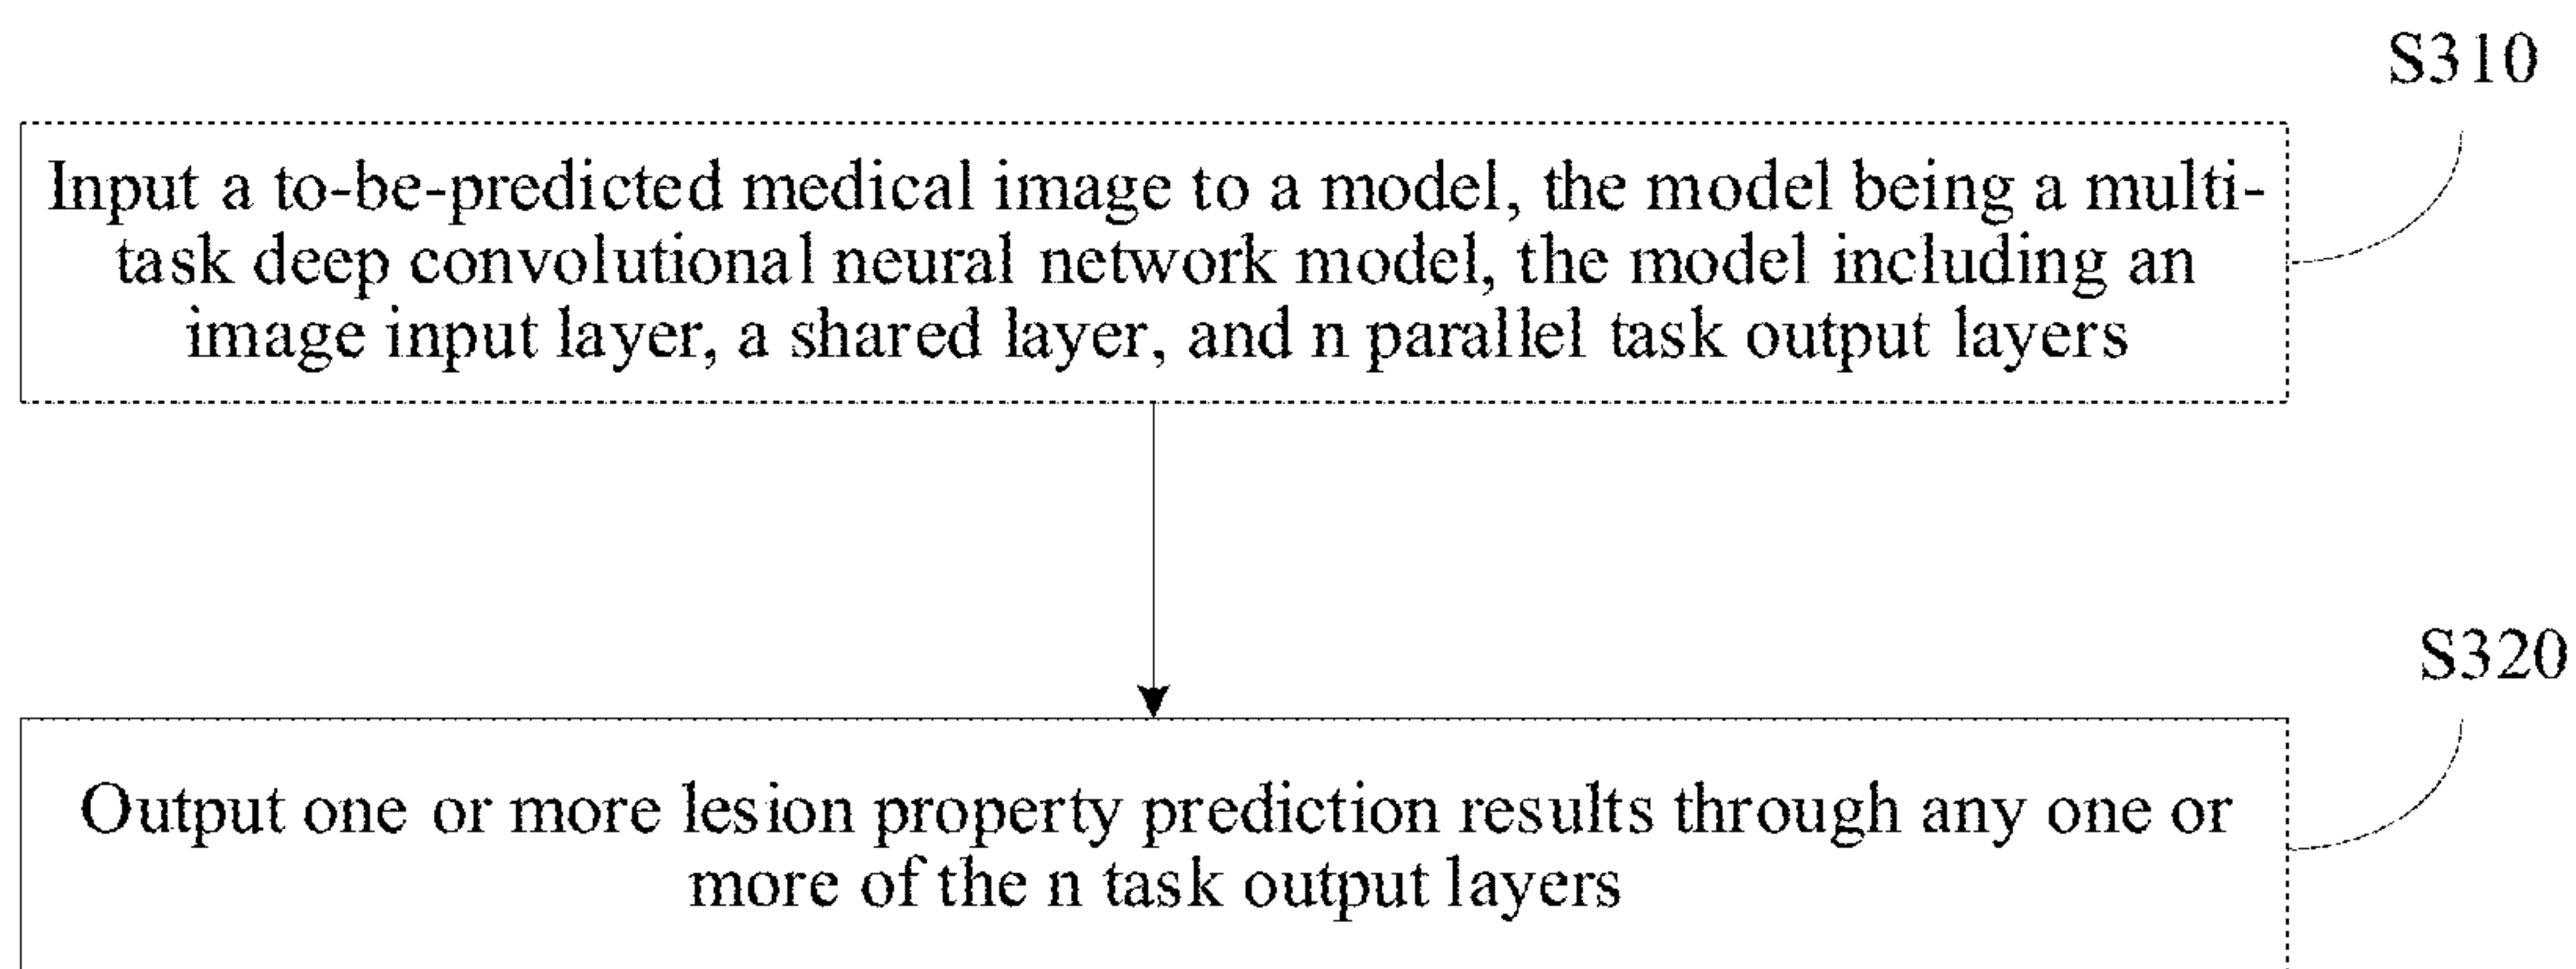 S310
Input a to-be-predicted medical image to a model, the model being a multi-
task deep convolutional neural network model, the model including an
image input layer, a shared layer, and n parallel task output layers
S320
Output one or more lesion property prediction results through any one or
more of the n task output layers